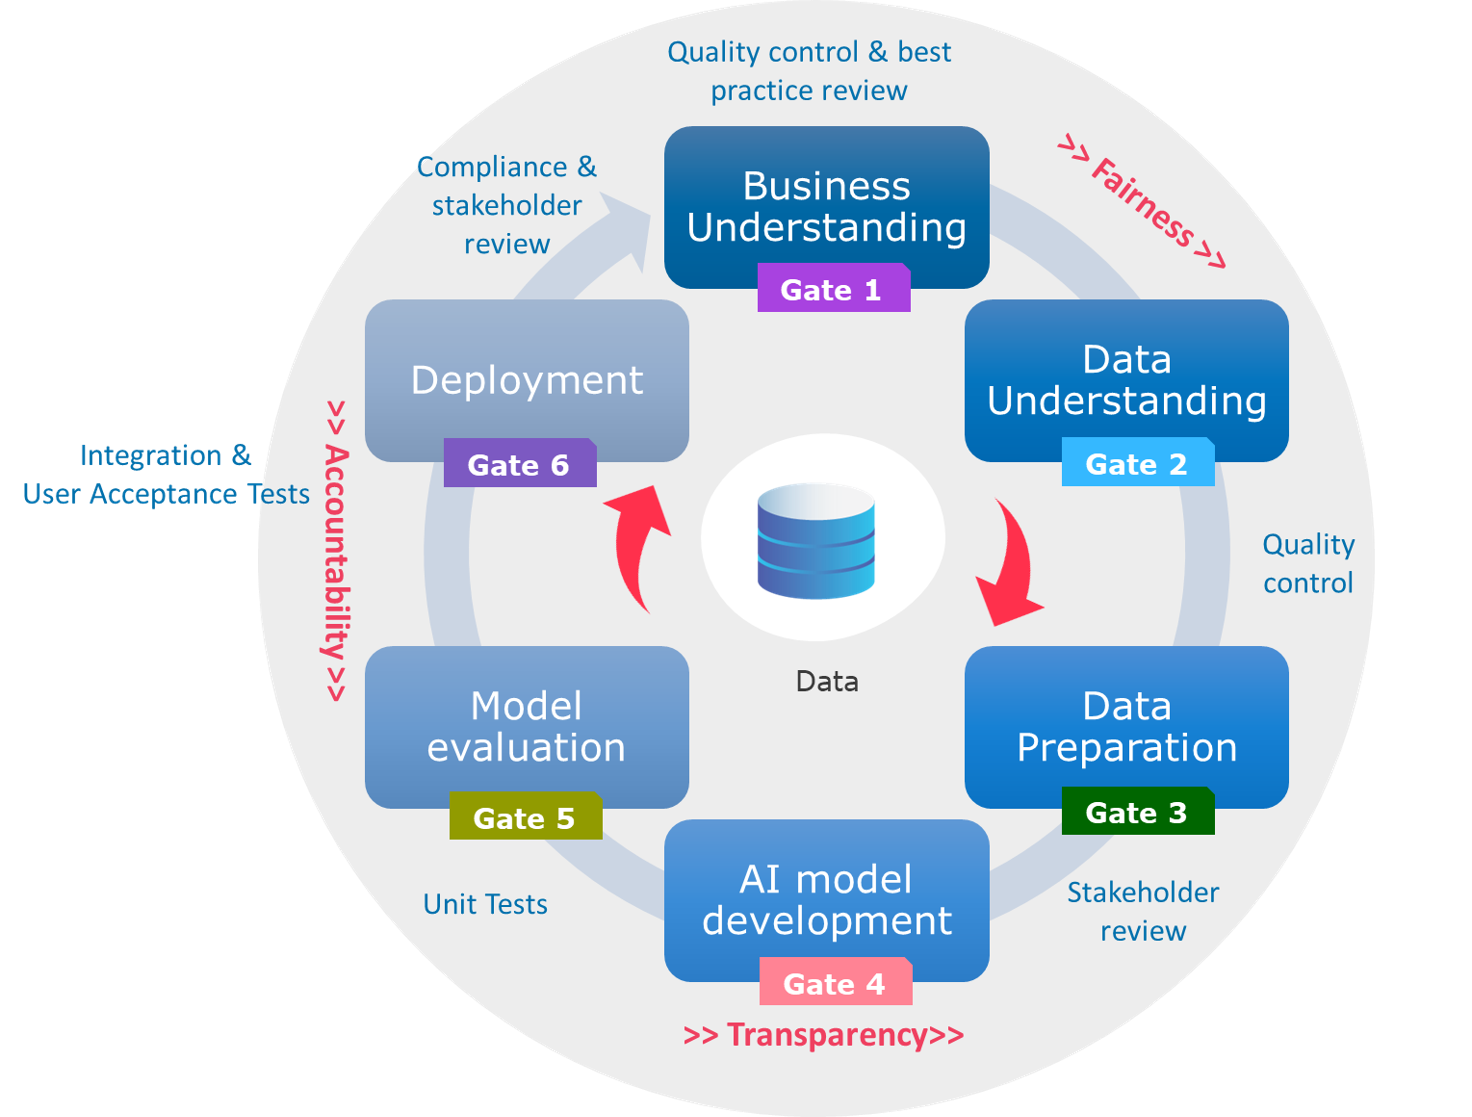 Quality control & best
practice review
>> Fairness >>
Compliance &
stakeholder
review
Business
Understanding
Gate 1
Deployment
Gate 6
Data
Understanding
Gate 2
>> Accountability >>
Integration &
User Acceptance Tests
Quality
control
Data
Model
evaluation
Gate 5
Data
Preparation
Gate 3
Unit Tests
AI model
development
Gate 4
Stakeholder
review
>> Transparency>>